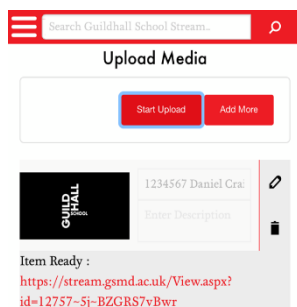 Search Guildhall School Stream..
Upload Media
Start Upload
Add More
GUILD
HALL
SCHOOL
1234567 Daniel Cra
Enter Description
Item Ready :
https://stream.gsmd.ac.uk/View.aspx?
id=12757~5j~BZGRS7vBwr